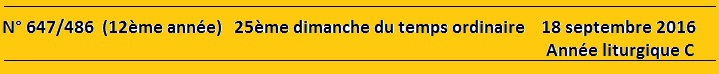 N° 647/486 (12ème année) 25ème dimanche du temps ordinaire 18 septembre 2016
Année liturgique C